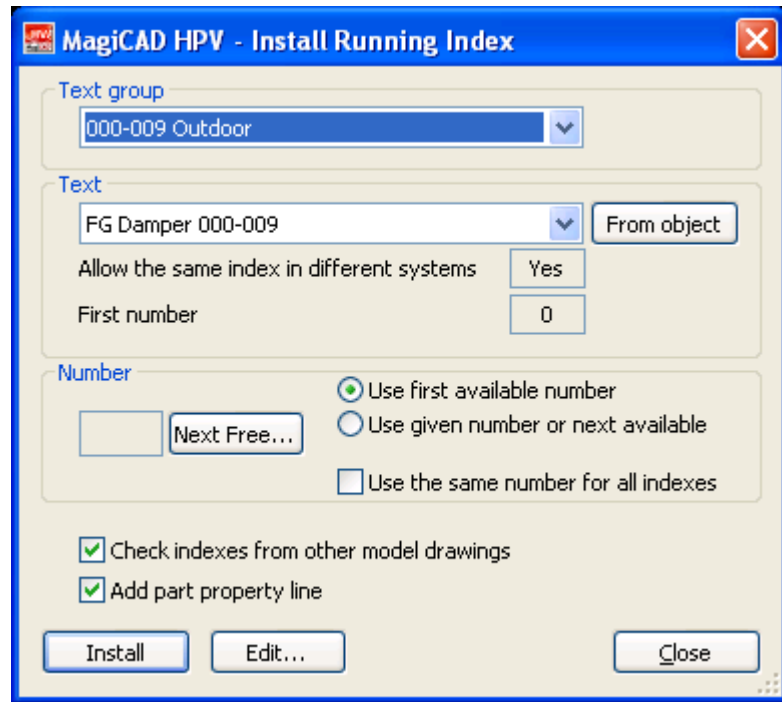 MagiCAD HPV - Install Running Index
Text group
000-009 Outdoor
Text
FG Damper 000-009
From object
Allow the same index in different systems
Yes
First number
0
Number
Use first available number
Next Free...
Use given number or next available
Use the same number for all indexes
Check indexes from other model drawings
Add part property line
Install
Edit...
Close